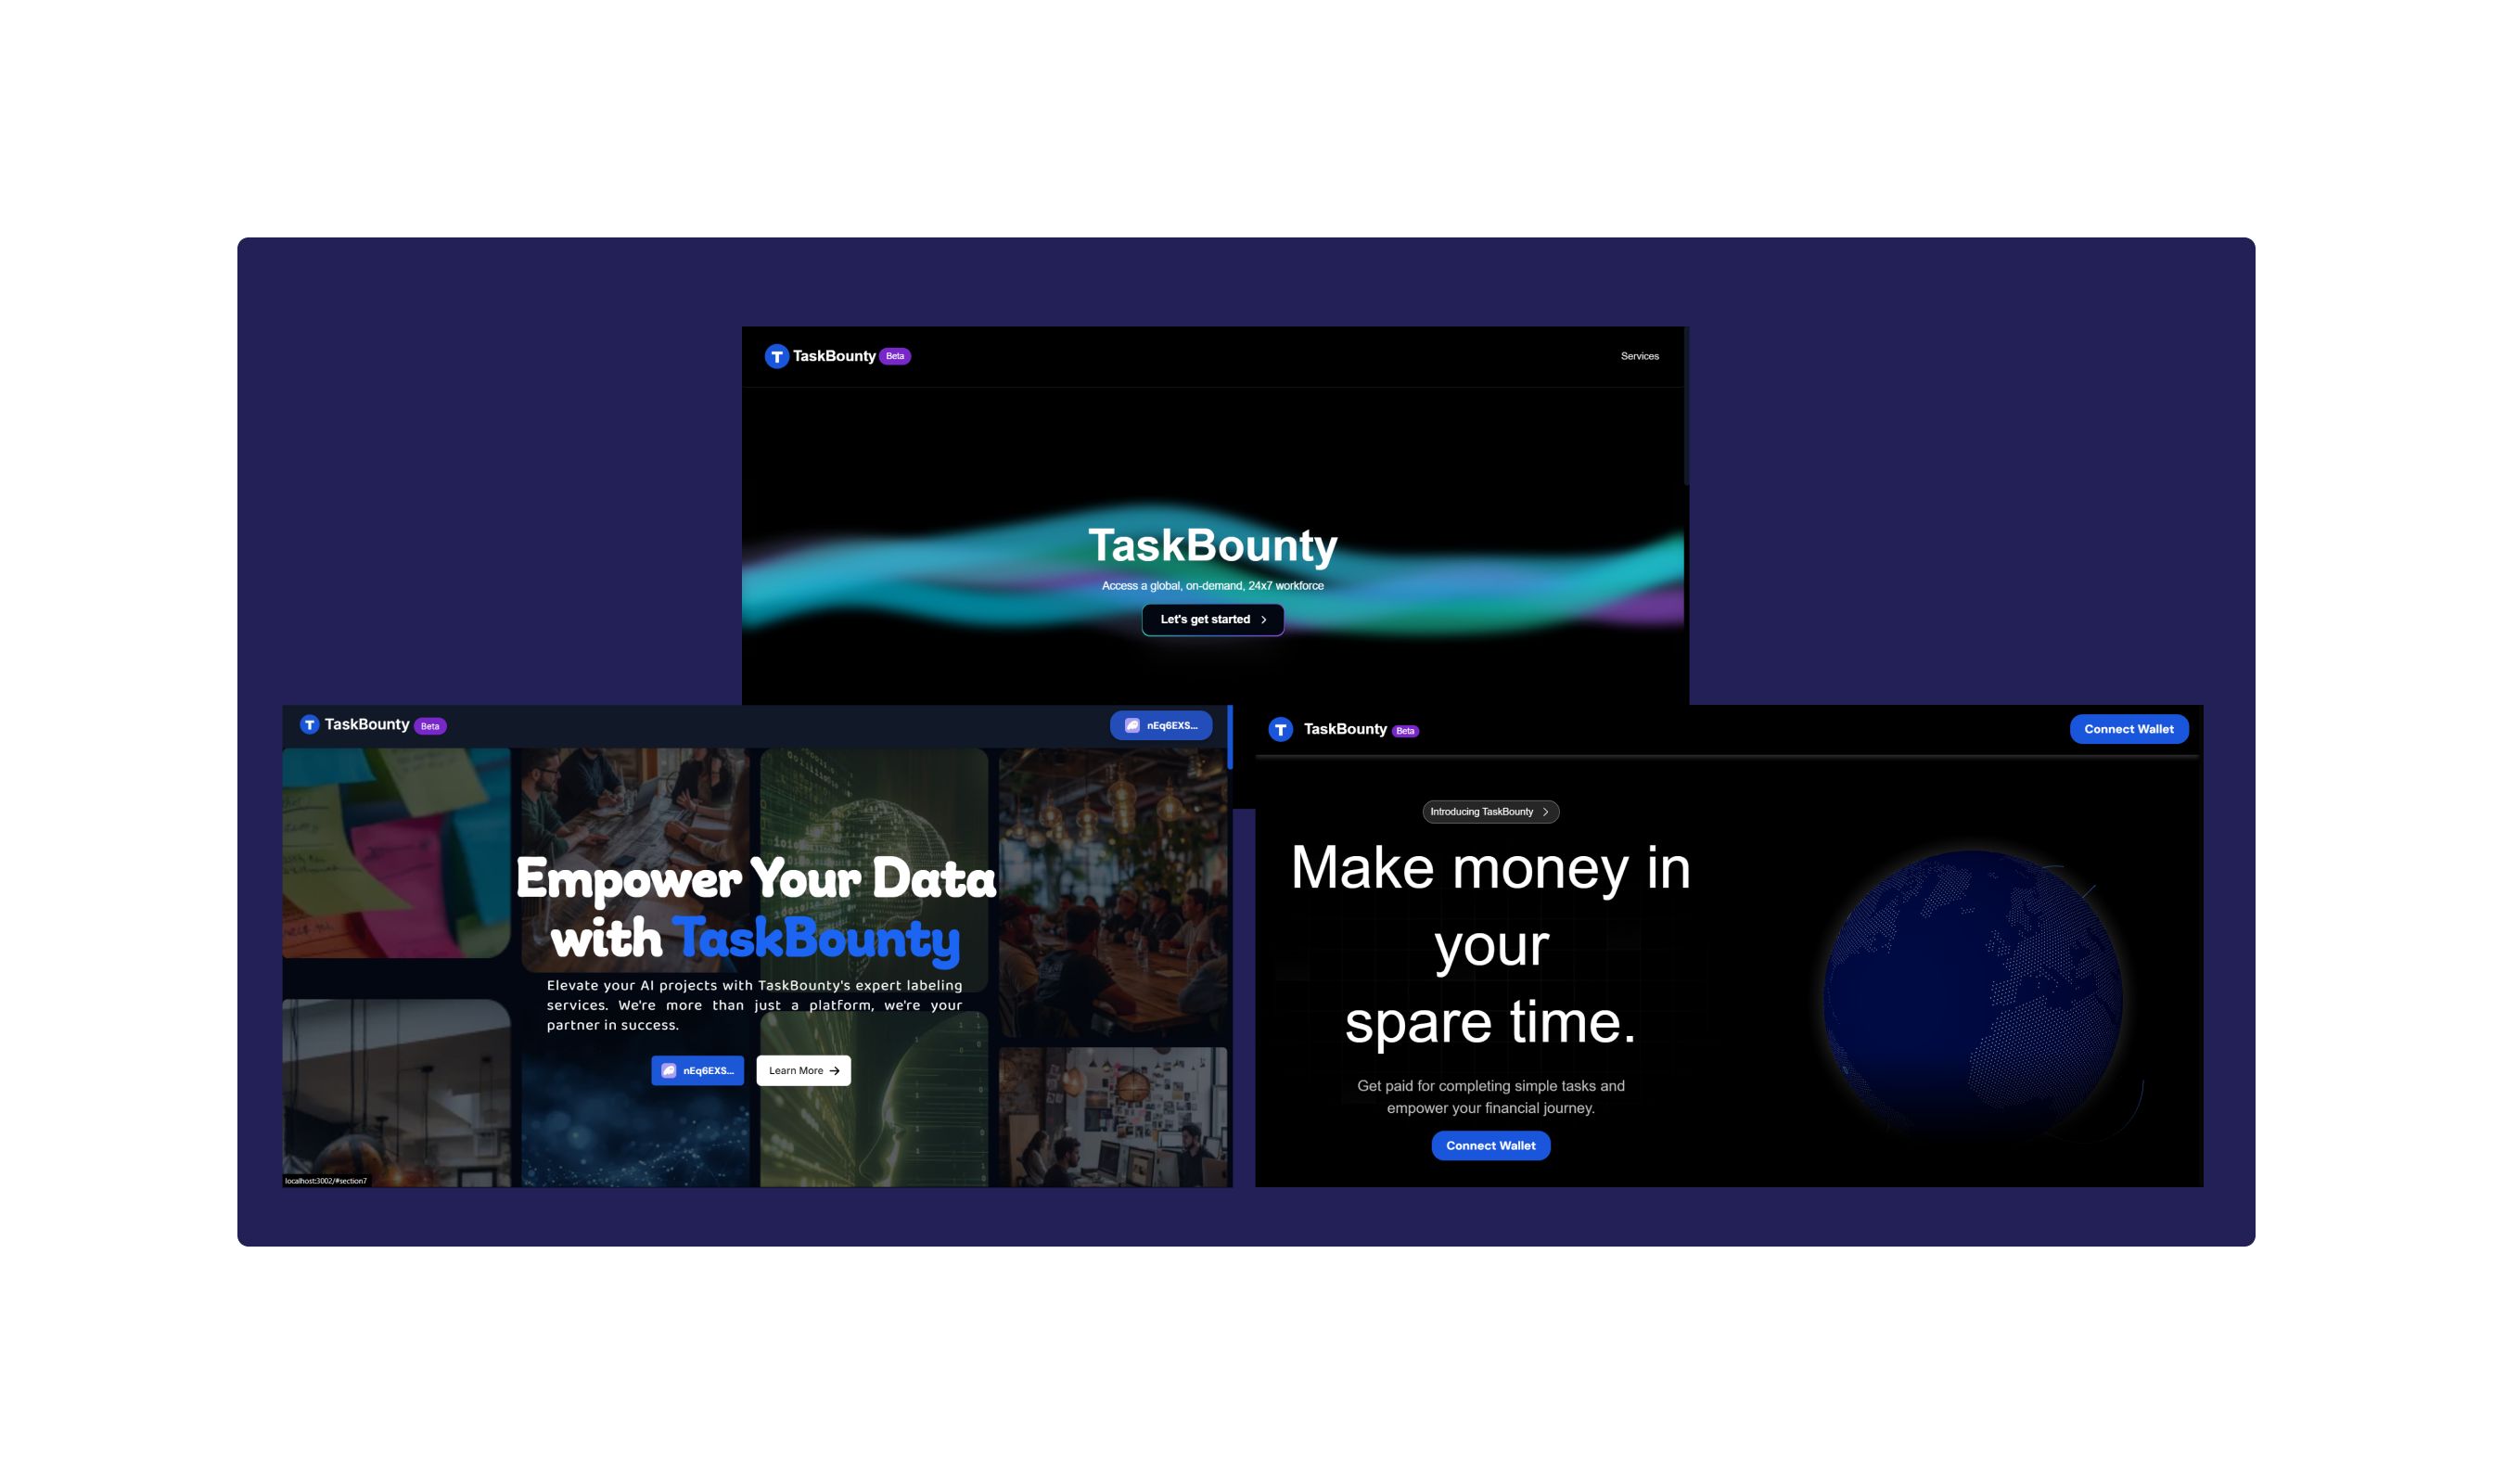 TaskBounty Beta
Services
TaskBounty
Access a global, on-demand, 24x7 workforce
Let's get started
TaskBounty Beta
nEq6EXS...
Empower Your Data
with TaskBounty
Elevate your AI projects with TaskBounty's expert labeling
services. We're more than just a platform, we're your
partner in success.
nEq6EXS...
Learn More →
localhost:3002/#section7
TaskBounty Beta
Connect Wallet
Introducing TaskBounty
Make money in
your
spare time.
Get paid for completing simple tasks and
empower your financial journey.
Connect Wallet